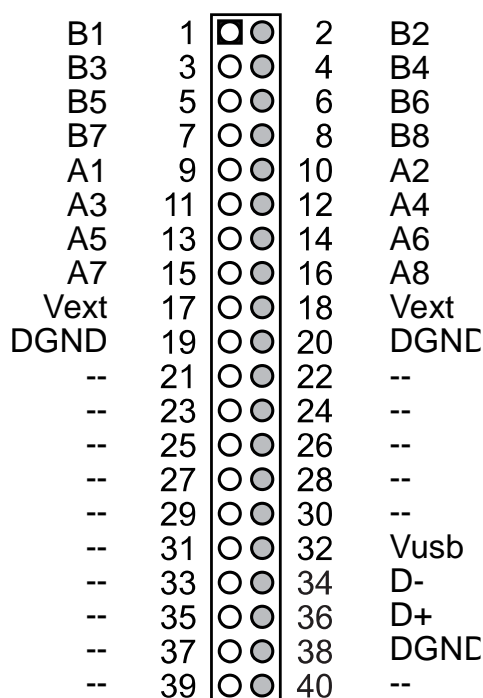 B1 1 2 B2
B3 3 4 B4
B5 5 6 B6
B7 7 8 B8
A1 9 10 A2
A3 11 12 A4
A5 13 14 A6
A7 15 16 A8
Vext 17 18 Vext
DGND 19 20 DGND
-- 21 22 --
-- 23 24 --
-- 25 26 --
-- 27 28 --
-- 29 30 --
-- 31 32 Vusb
-- 33 34 D-
-- 35 36 D+
-- 37 38 DGND
-- 39 40 --